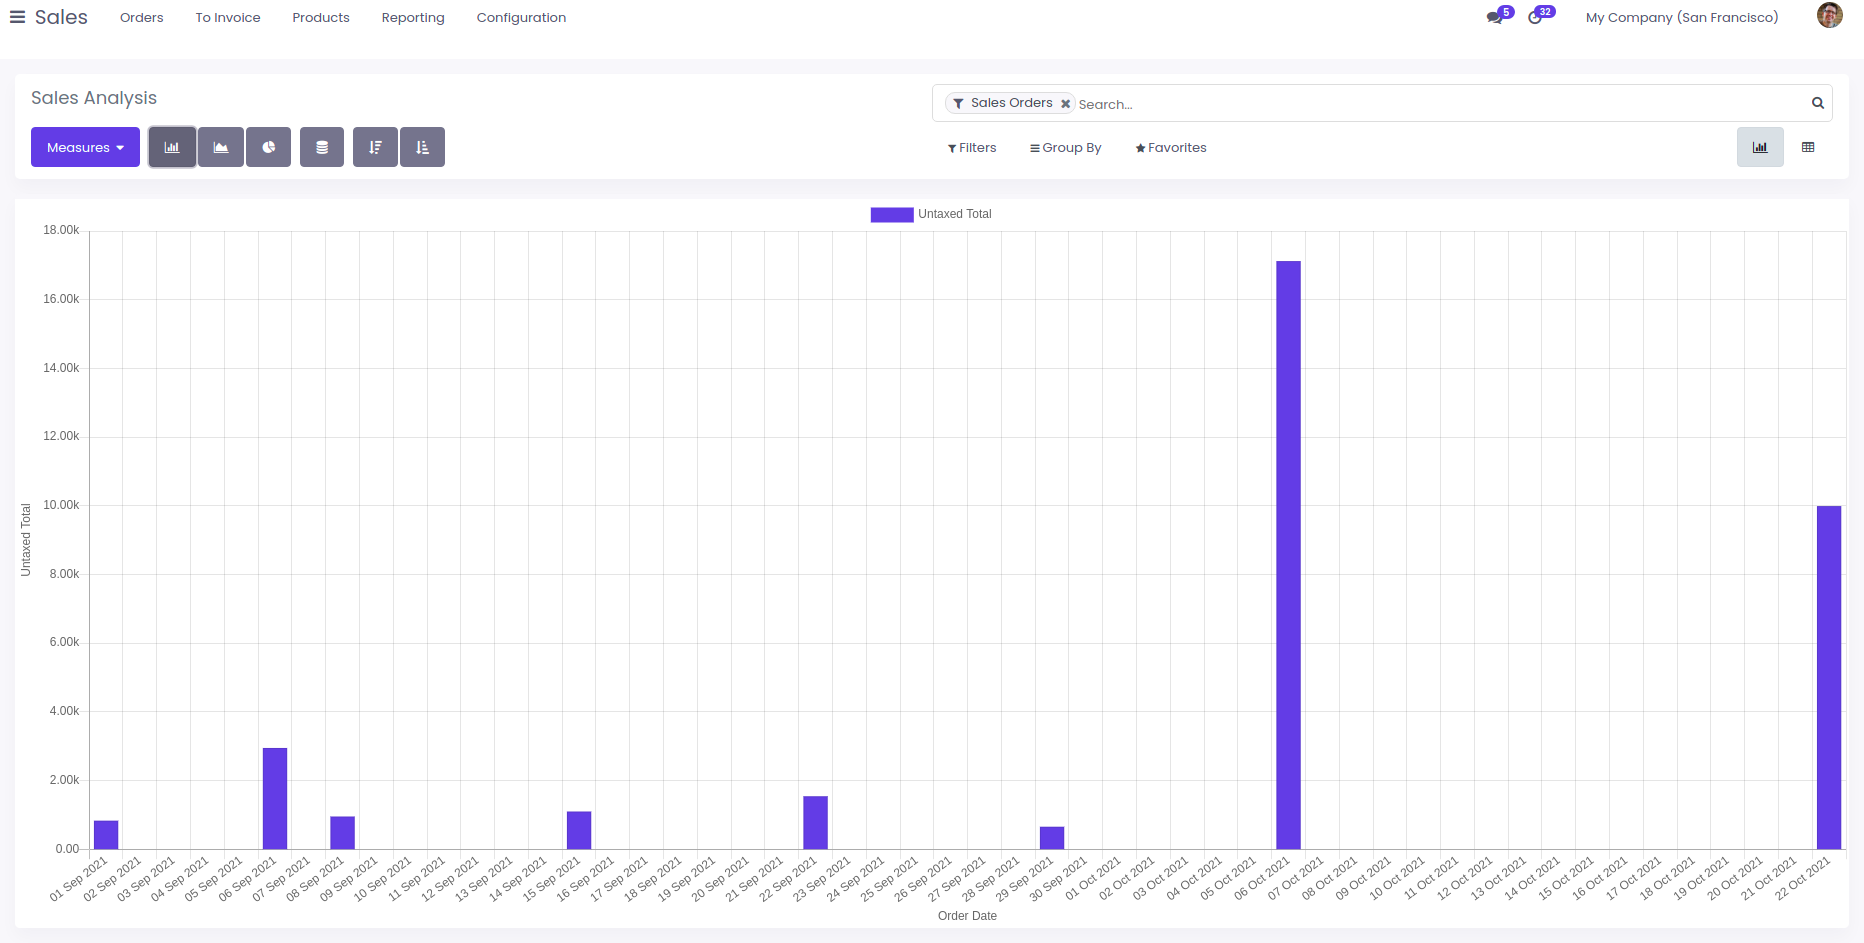 Sales Orders To Invoice Products Reporting Configuration 5 32 My Company (San Francisco)
Sales Analysis
Sales Orders Search...
Measures
Filters Group By Favorites
Untaxed Total
18.00k
16.00k
14.00k
12.00k
10.00k
8.00k
6.00k
4.00k
2.00k
0.00
Untaxed Total
01 Sep 2021
02 Sep 2021
03 Sep 2021
04 Sep 2021
05 Sep 2021
06 Sep 2021
07 Sep 2021
08 Sep 2021
09 Sep 2021
10 Sep 2021
11 Sep 2021
12 Sep 2021
13 Sep 2021
14 Sep 2021
15 Sep 2021
16 Sep 2021
17 Sep 2021
18 Sep 2021
19 Sep 2021
20 Sep 2021
21 Sep 2021
22 Sep 2021
23 Sep 2021
24 Sep 2021
25 Sep 2021
26 Sep 2021
27 Sep 2021
28 Sep 2021
29 Sep 2021
30 Sep 2021
01 Oct 2021
02 Oct 2021
03 Oct 2021
04 Oct 2021
05 Oct 2021
06 Oct 2021
07 Oct 2021
08 Oct 2021
09 Oct 2021
10 Oct 2021
11 Oct 2021
12 Oct 2021
13 Oct 2021
14 Oct 2021
15 Oct 2021
16 Oct 2021
17 Oct 2021
18 Oct 2021
19 Oct 2021
20 Oct 2021
21 Oct 2021
22 Oct 2021
Order Date